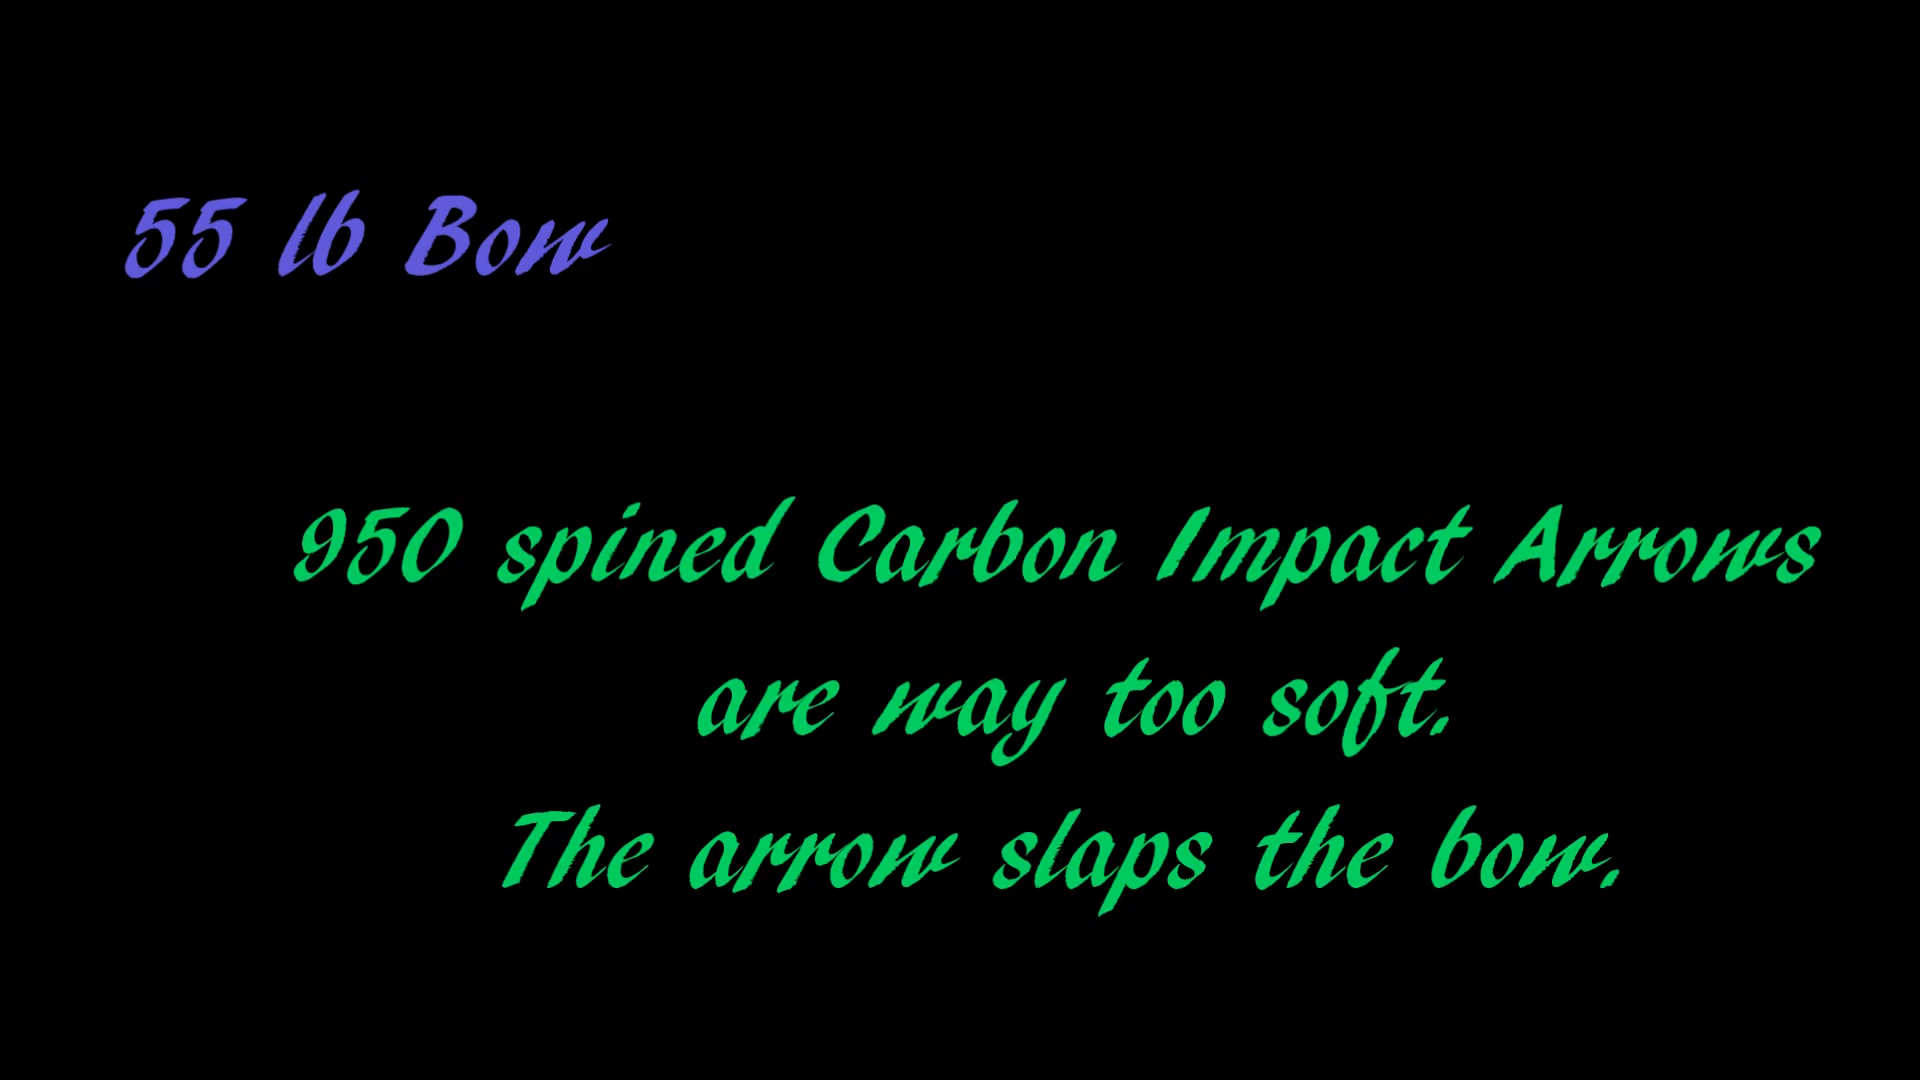 55 lb Bow
950 spined Carbon Impact Arrows
are way too soft.
The arrow slaps the bow.